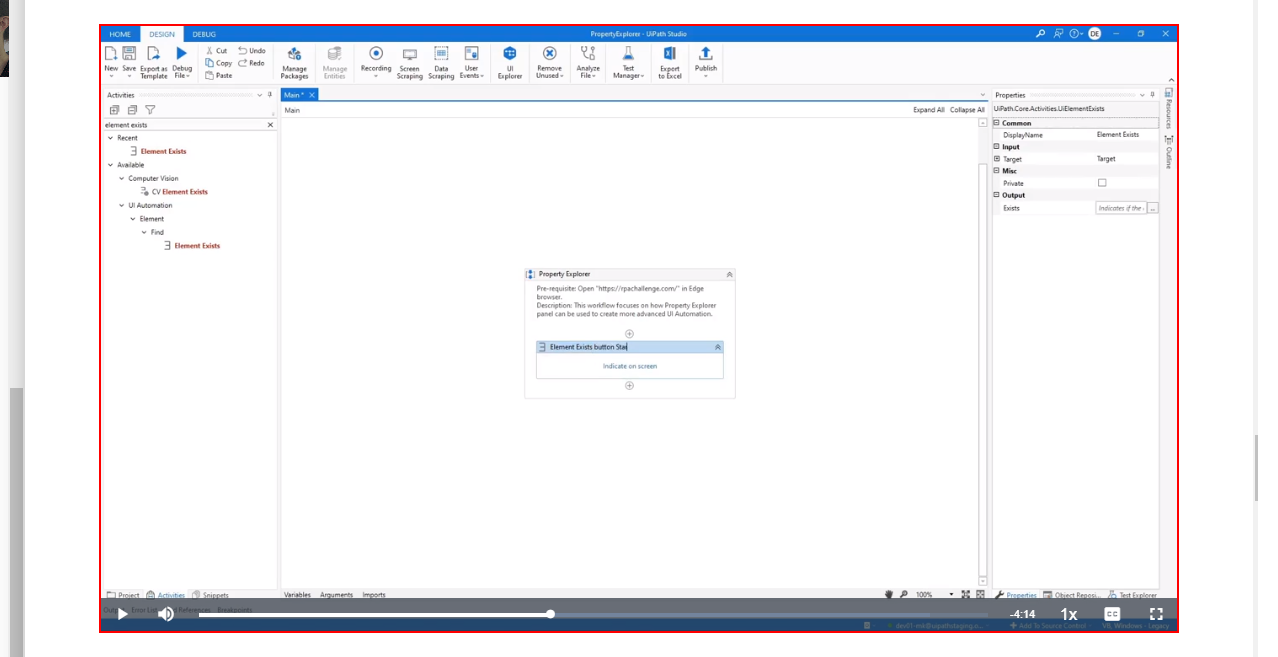 HOME DESIGN DEBUG PropertyExplorer - UiPath Studio DE
New Save Export as Template Debug File Cut Copy Paste Undo Redo Manage Packages Manage Entities Recording Screen Scraping Data Scraping User Events UI Explorer Remove Unused Analyze File Test Manager Export to Excel Publish
Activities
element exists
Recent
Element Exists
Available
Computer Vision
CV Element Exists
UI Automation
Element
Find
Element Exists
Main *
Main Expand All Collapse All
Property Explorer
Pre-requisite: Open "https://rpachallenge.com/" in Edge
browser.
Description: This workflow focuses on how Property Explorer
panel can be used to create more advanced UI Automation.
Element Exists button Star
Indicate on screen
Properties
UiPath.Core.Activities.UiElementExists
Common
DisplayName Element Exists
Input
Target Target
Misc
Private
Output
Exists Indicates if the
Resources
Outline
Project Activities Snippets Variables Arguments Imports 100% Properties Object Reposi... Test Explorer
Error List References Breakpoints
-4:14 1x CC
dev01-mk@uipathstaging.c... Add To Source Control VB, Windows - Legacy